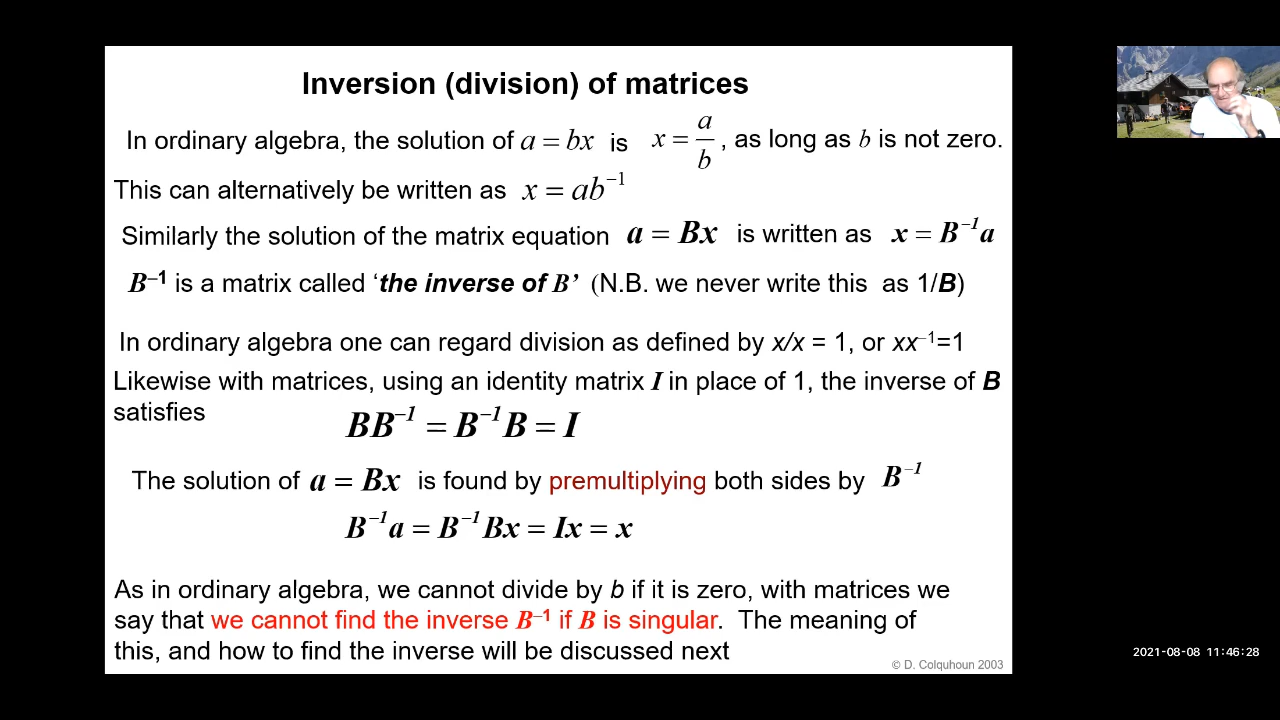 Inversion (division) of matrices
In ordinary algebra, the solution of a = bx is x = a/b , as long as b is not zero.
This can alternatively be written as x = ab⁻¹
Similarly the solution of the matrix equation a = Bx is written as x = B⁻¹a
B⁻¹ is a matrix called ‘the inverse of B’ (N.B. we never write this as 1/B)
In ordinary algebra one can regard division as defined by x/x = 1, or xx⁻¹=1
Likewise with matrices, using an identity matrix I in place of 1, the inverse of B
satisfies
BB⁻¹ = B⁻¹B = I
The solution of a = Bx is found by premultiplying both sides by B⁻¹
B⁻¹a = B⁻¹Bx = Ix = x
As in ordinary algebra, we cannot divide by b if it is zero, with matrices we
say that we cannot find the inverse B⁻¹ if B is singular. The meaning of
this, and how to find the inverse will be discussed next
© D. Colquhoun 2003
2021-08-08 11:46:28